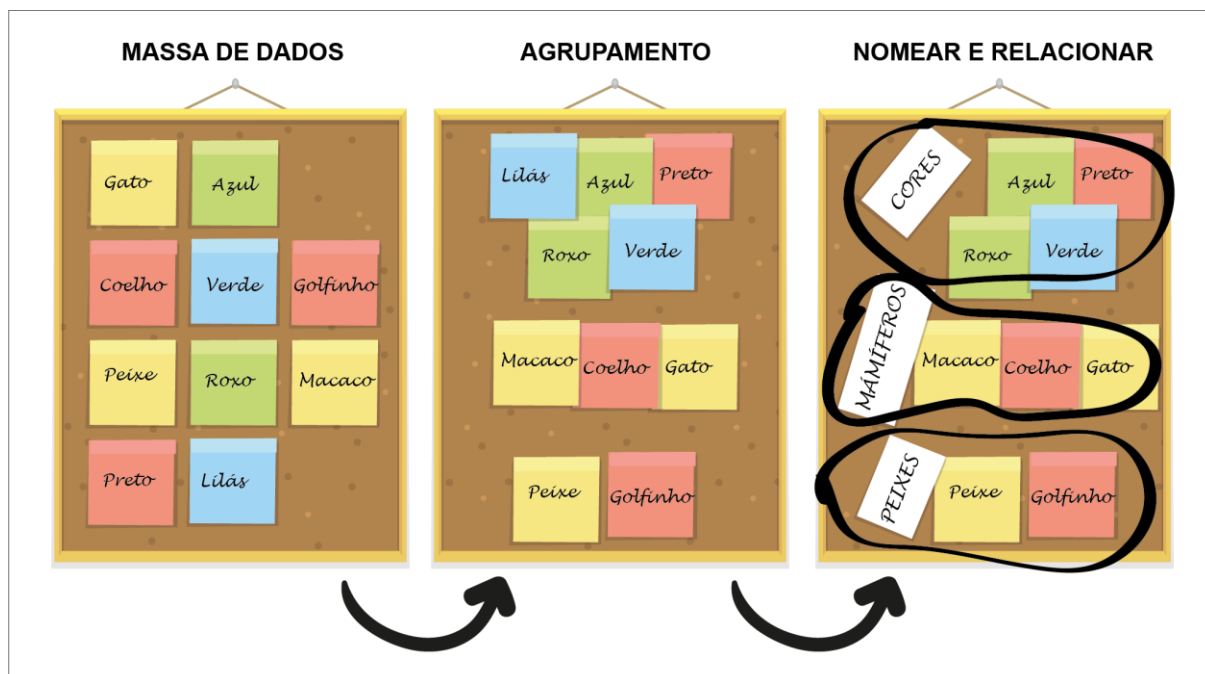 MASSA DE DADOS
Gato
Azul
Coelho
Verde
Golfinho
Peixe
Roxo
Macaco
Preto
Lilás
AGRUPAMENTO
Lilás
Azul
Preto
Roxo
Verde
Macaco
Coelho
Gato
Peixe
Golfinho
NOMEAR E RELACIONAR
CORES
Azul
Preto
Roxo
Verde
MÁMÍFEROS
Macaco
Coelho
Gato
PEIXES
Peixe
Golfinho